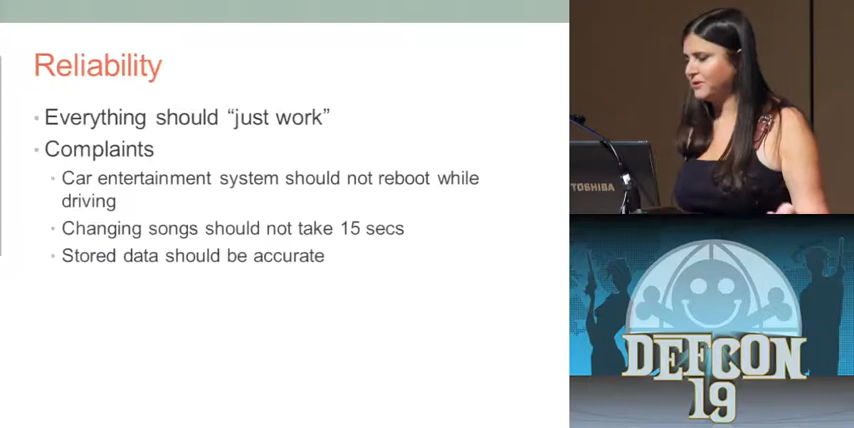 Reliability
• Everything should “just work”
• Complaints
• Car entertainment system should not reboot while
driving
• Changing songs should not take 15 secs
• Stored data should be accurate
TOSHIBA
DEFCON
19